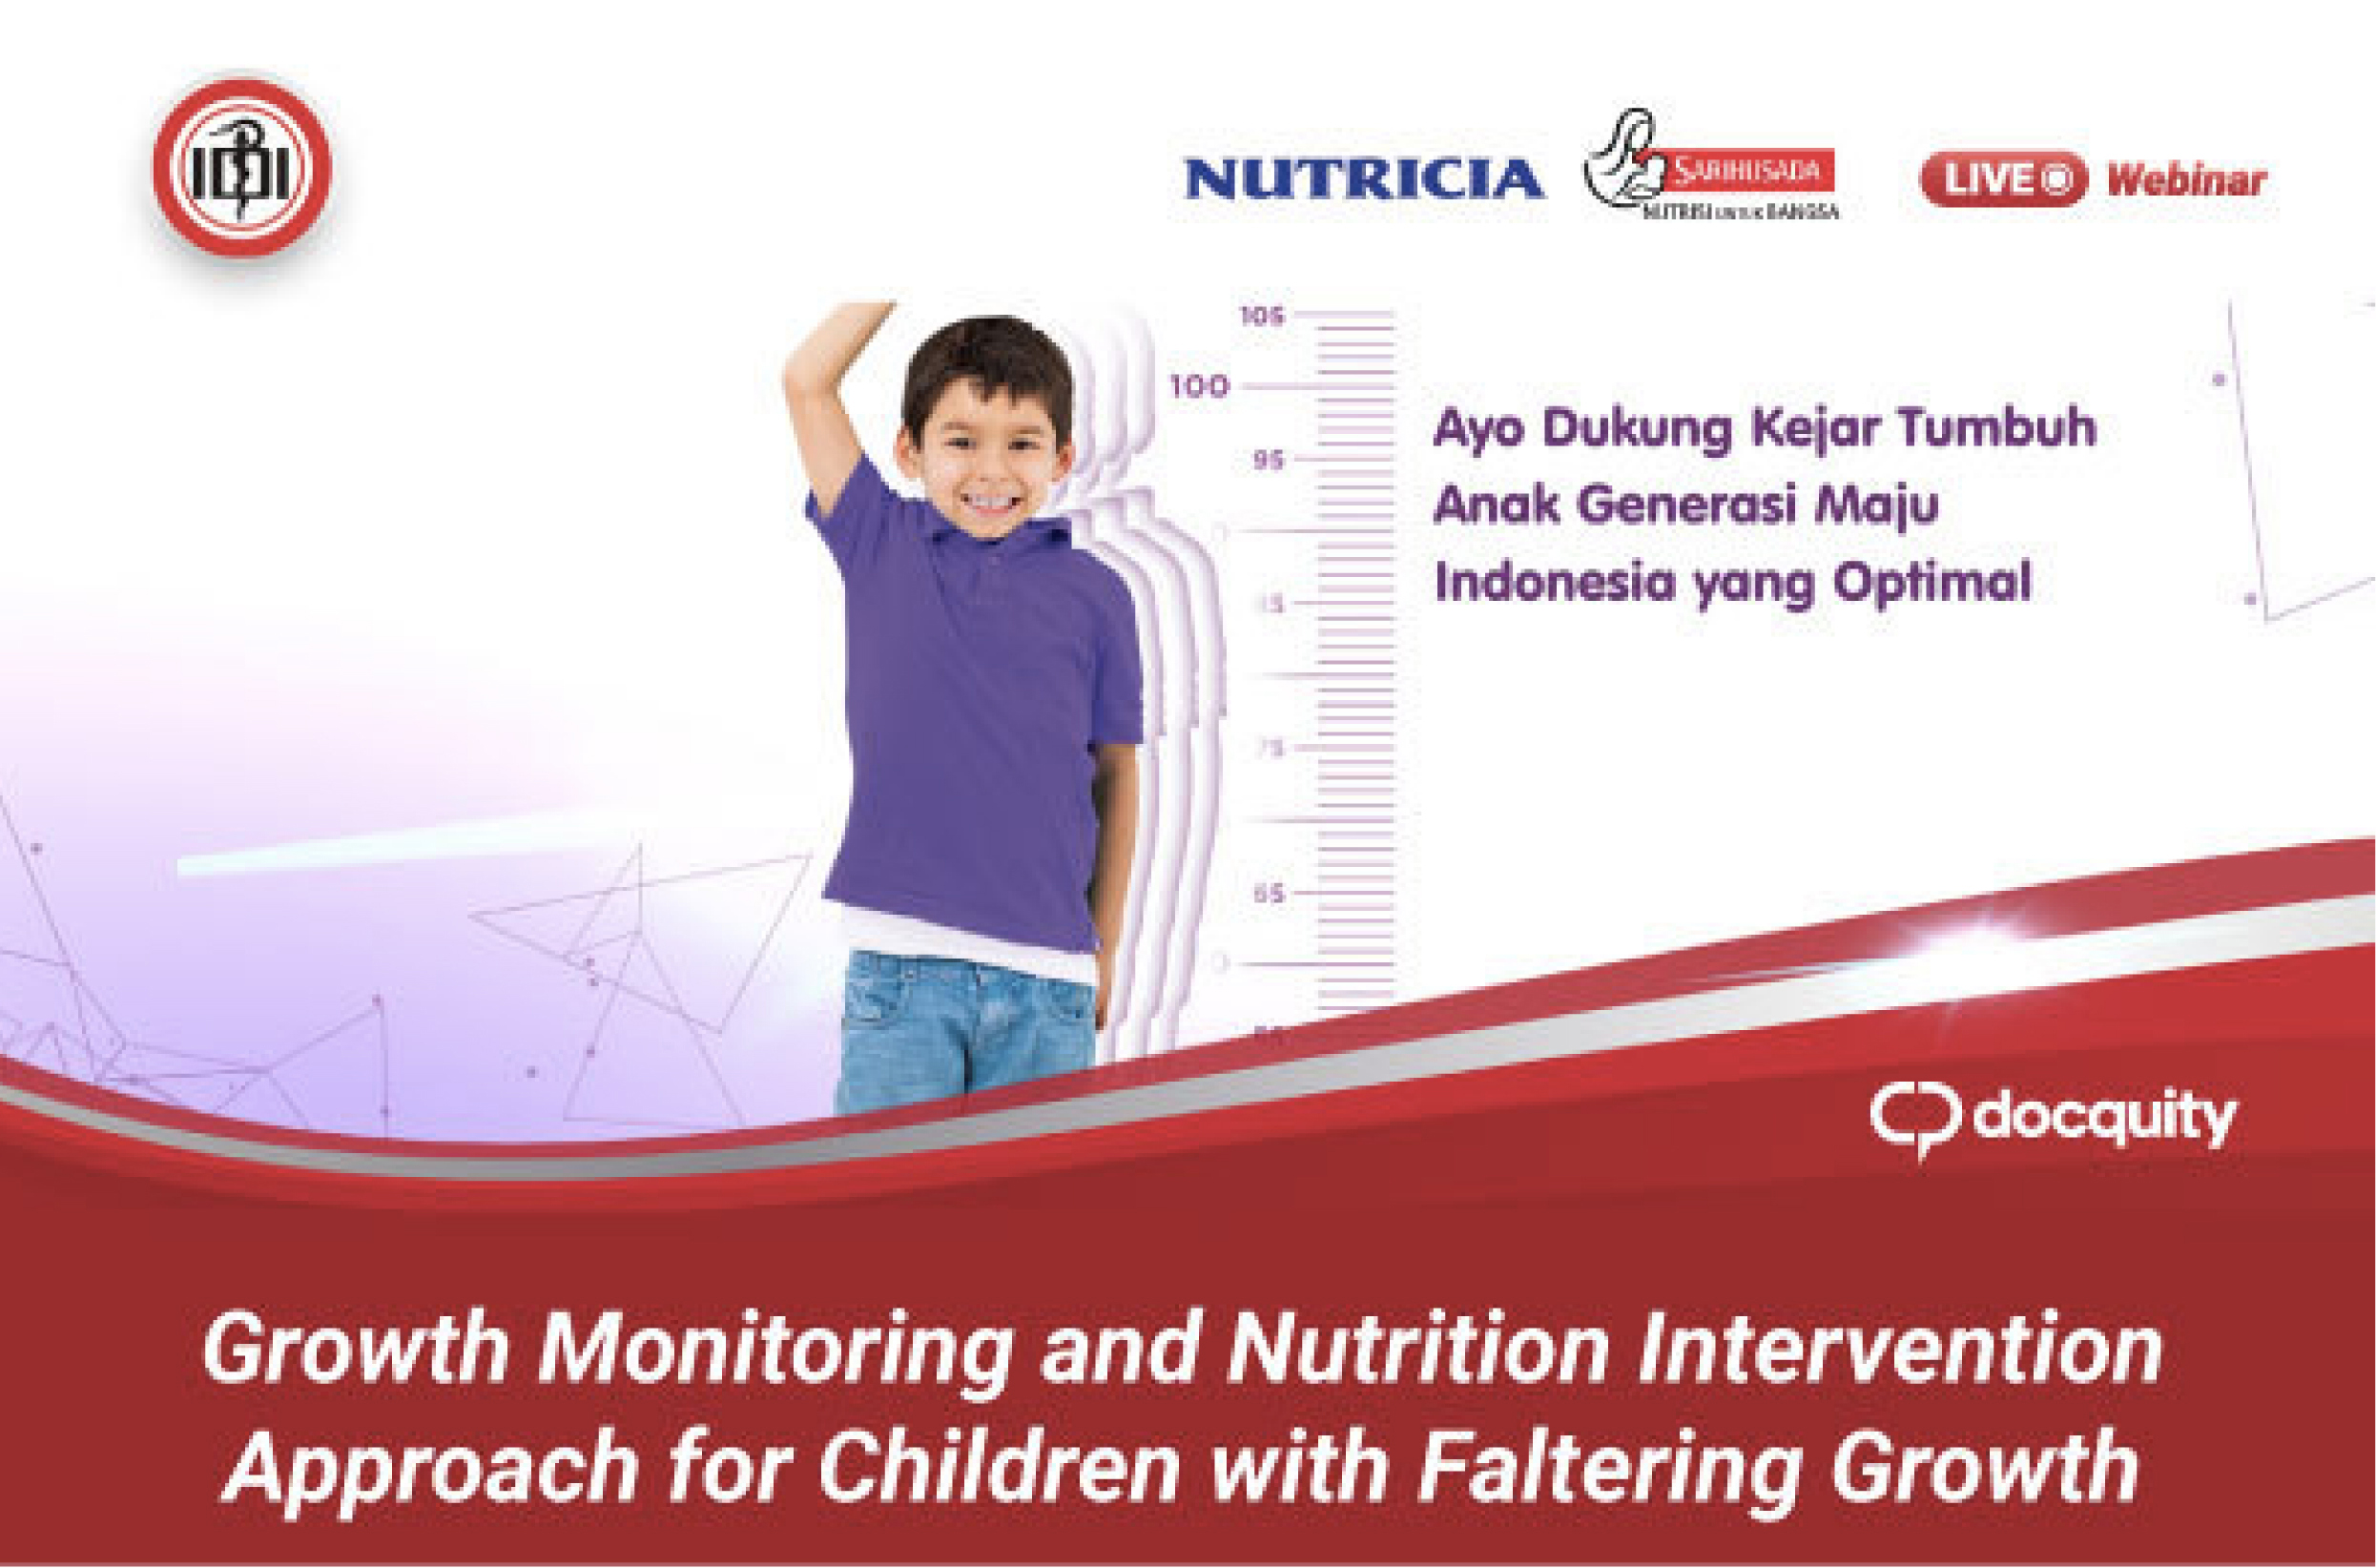 IDI
NUTRICIA
SARIHUSADA
NUTRISI UNTUK BANGSA
LIVE Webinar
105
100
95
75
65
Ayo Dukung Kejar Tumbuh
Anak Generasi Maju
Indonesia yang Optimal
docquity
Growth Monitoring and Nutrition Intervention
Approach for Children with Faltering Growth